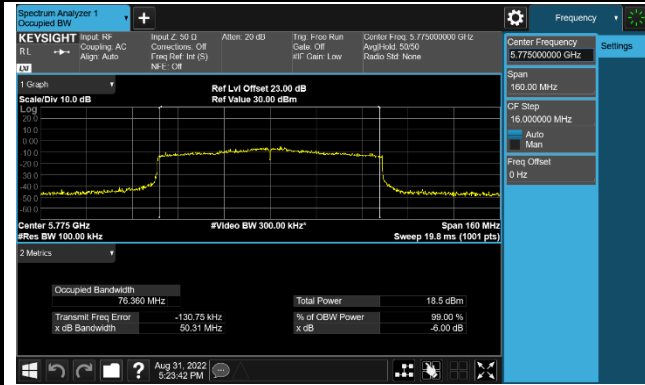 Spectrum Analyzer 1
Occupied BW
+
Frequency
KEYSIGHT
RL
LXI
Input: RF
Coupling: AC
Align: Auto
Input Z: 50 Ω
Corrections: Off
Freq Ref: Int (S)
NFE: Off
Atten: 20 dB
Trig: Free Run
Gate: Off
#IF Gain: Low
Center Freq: 5.775000000 GHz
Avg|Hold: 50/50
Radio Std: None
Center Frequency
5.775000000 GHz
Settings
Span
160.00 MHz
CF Step
16.000000 MHz
Auto
Man
Freq Offset
0 Hz
1 Graph
Scale/Div 10.0 dB
Ref Lvl Offset 23.00 dB
Ref Value 30.00 dBm
Log
20.0
10.0
0.00
-10.0
-20.0
-30.0
-40.0
-50.0
-60.0
Center 5.775 GHz
#Video BW 300.00 kHz*
Span 160 MHz
#Res BW 100.00 kHz
Sweep 19.8 ms (1001 pts)
2 Metrics
Occupied Bandwidth
76.360 MHz
Total Power
18.5 dBm
Transmit Freq Error
-130.75 kHz
% of OBW Power
99.00 %
x dB Bandwidth
50.31 MHz
x dB
-6.00 dB
?
Aug 31, 2022
5:23:42 PM